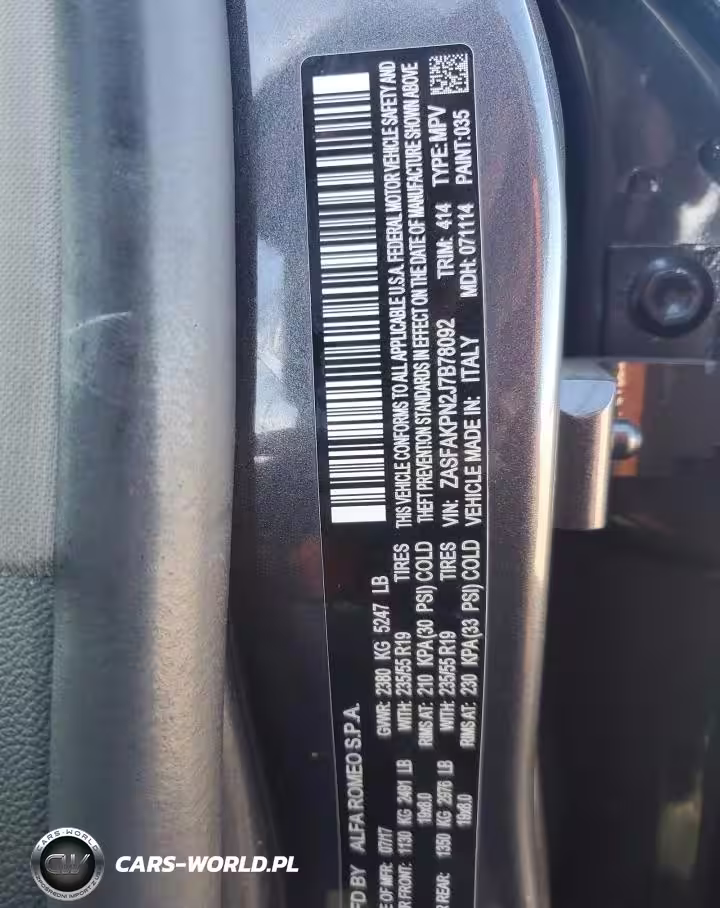 FD BY ALFA ROMEO S.P.A.
E OF MFR: 07/17 GVWR: 2380 KG 5247 LB
R FRONT: 1130 KG 2491 LB WITH: 235/55 R19 TIRES
19x8.0 RIMS AT: 210 KPA(30 PSI) COLD
R REAR: 1350 KG 2976 LB WITH: 235/55 R19 TIRES
19x8.0 RIMS AT: 230 KPA(33 PSI) COLD
THIS VEHICLE CONFORMS TO ALL APPLICABLE U.S.A. FEDERAL MOTOR VEHICLE SAFETY AND
THEFT PREVENTION STANDARDS IN EFFECT ON THE DATE OF MANUFACTURE SHOWN ABOVE
VIN: ZASFAKPN2J7B78092 TRIM: 414 TYPE:MPV
VEHICLE MADE IN: ITALY MDH: 071114 PAINT:035
CARS-WORLD
CW
BEZPOŚREDNI IMPORT Z USA
CARS-WORLD.PL